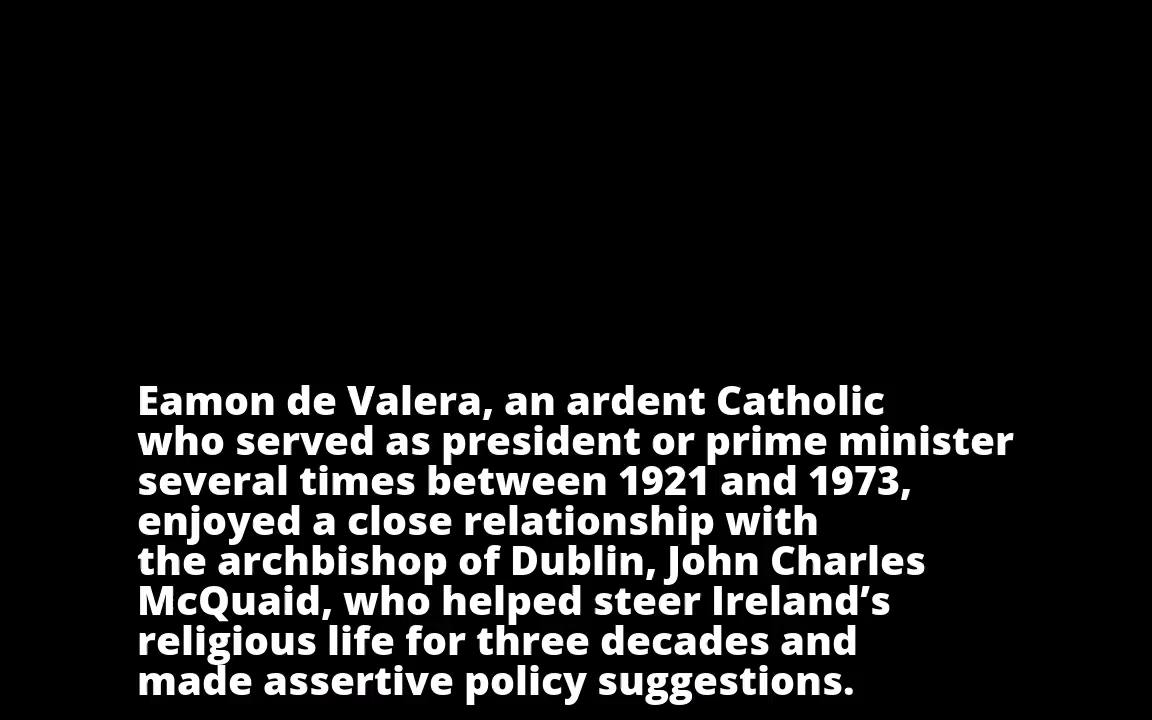 Eamon de Valera, an ardent Catholic
who served as president or prime minister
several times between 1921 and 1973,
enjoyed a close relationship with
the archbishop of Dublin, John Charles
McQuaid, who helped steer Ireland’s
religious life for three decades and
made assertive policy suggestions.